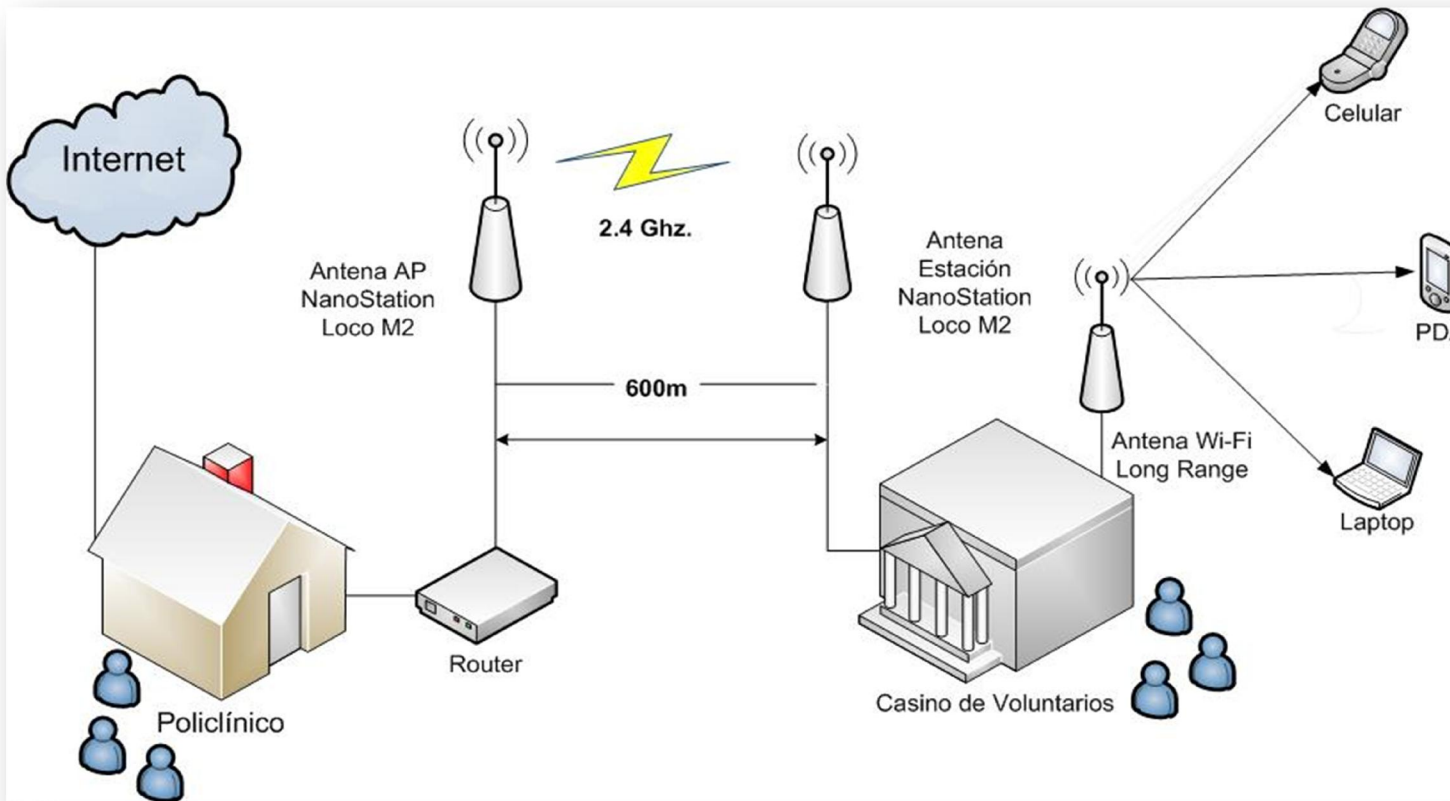 Internet
Antena AP
NanoStation
Loco M2
2.4 Ghz.
600m
Antena
Estación
NanoStation
Loco M2
Celular
PD
Antena Wi-Fi
Long Range
Laptop
Router
Policlínico
Casino de Voluntarios